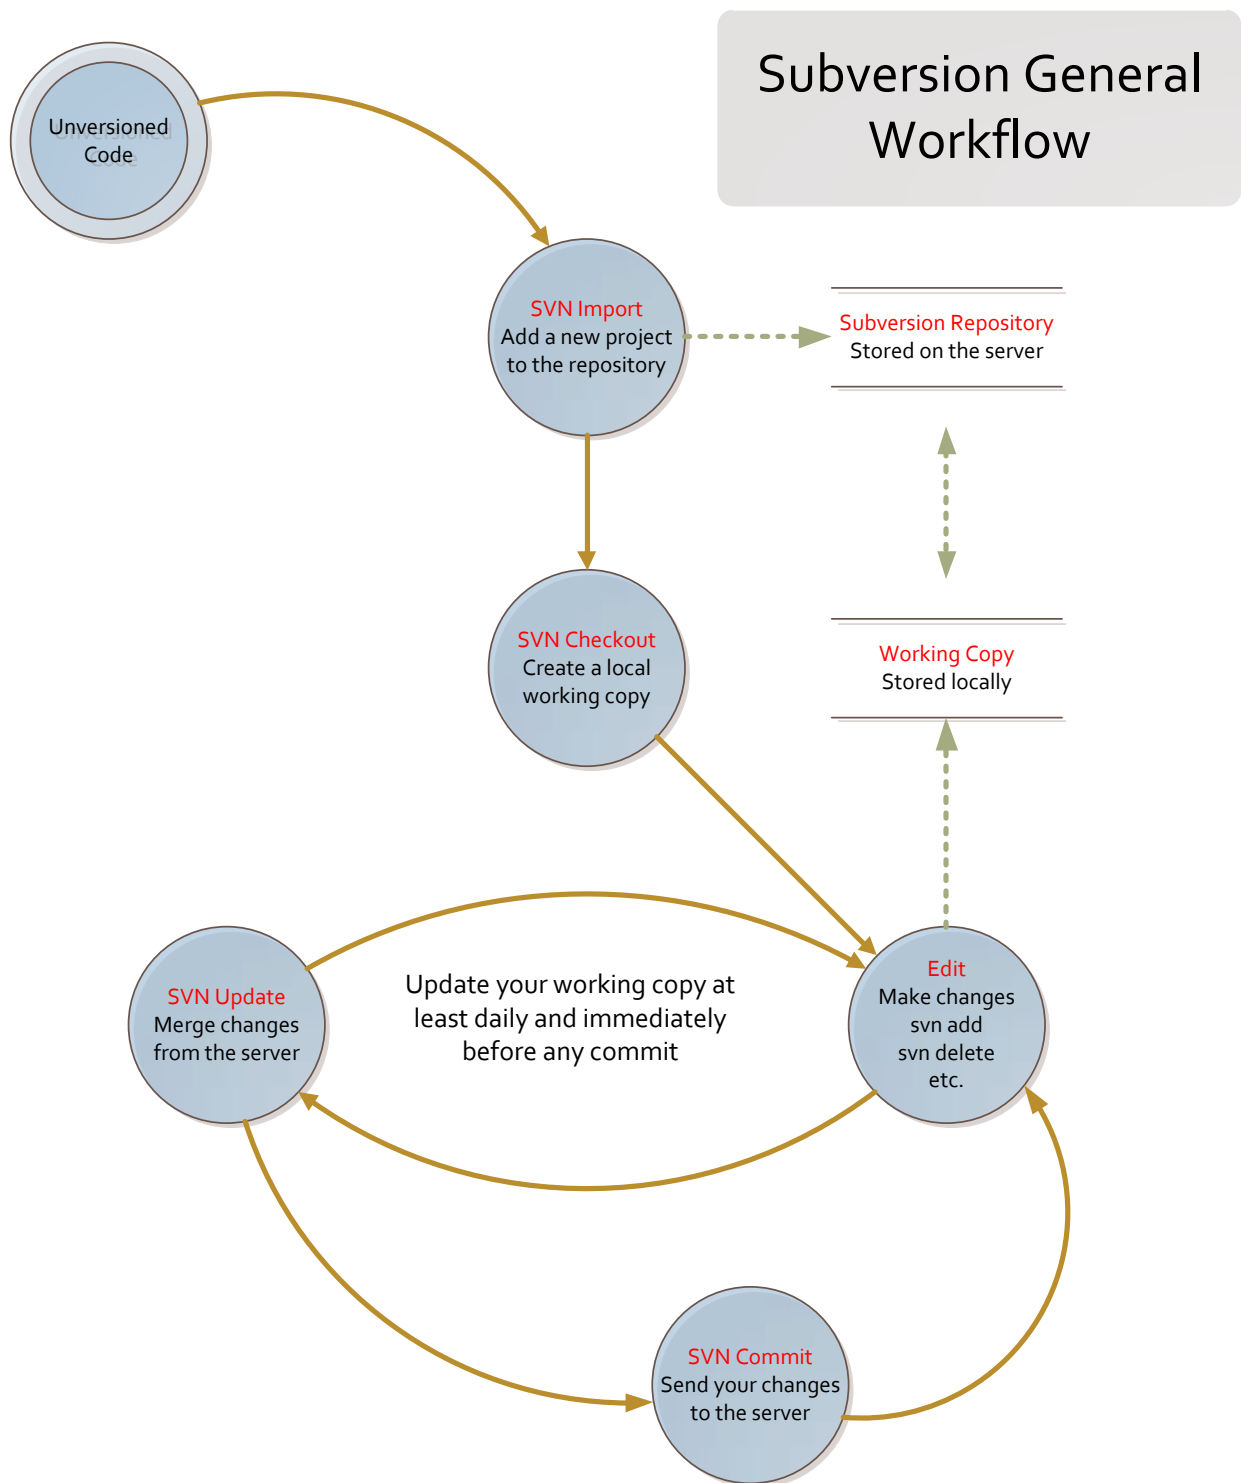 Subversion General
Workflow
Unversioned
Code
SVN Import
Add a new project
to the repository
Subversion Repository
Stored on the server
SVN Checkout
Create a local
working copy
Working Copy
Stored locally
SVN Update
Merge changes
from the server
Update your working copy at
least daily and immediately
before any commit
Edit
Make changes
svn add
svn delete
etc.
SVN Commit
Send your changes
to the server